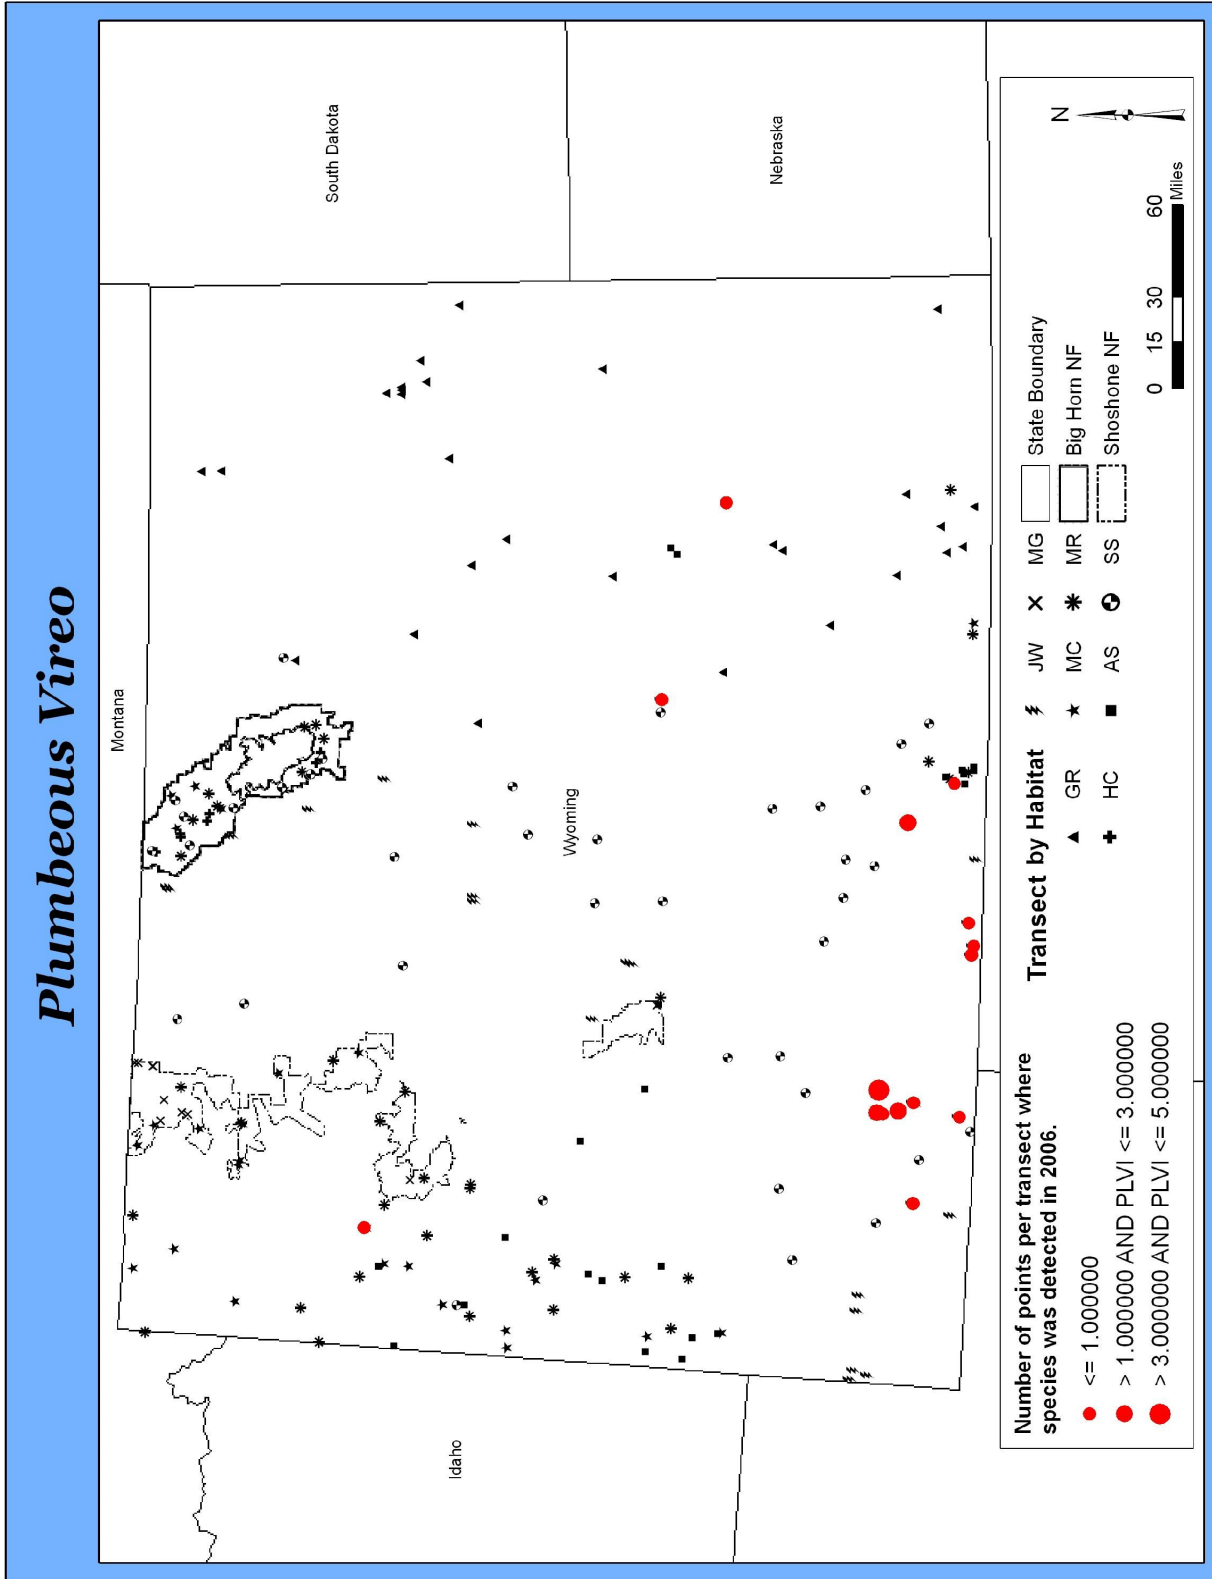 Plumbeous Vireo
Montana
South Dakota
Wyoming
Idaho
Nebraska
Number of points per transect where
species was detected in 2006.
<= 1.000000
> 1.000000 AND PLVI <= 3.000000
> 3.000000 AND PLVI <= 5.000000
Transect by Habitat
GR
JW
MG
HC
MC
MR
AS
SS
State Boundary
Big Horn NF
Shoshone NF
N
0 15 30 60
Miles